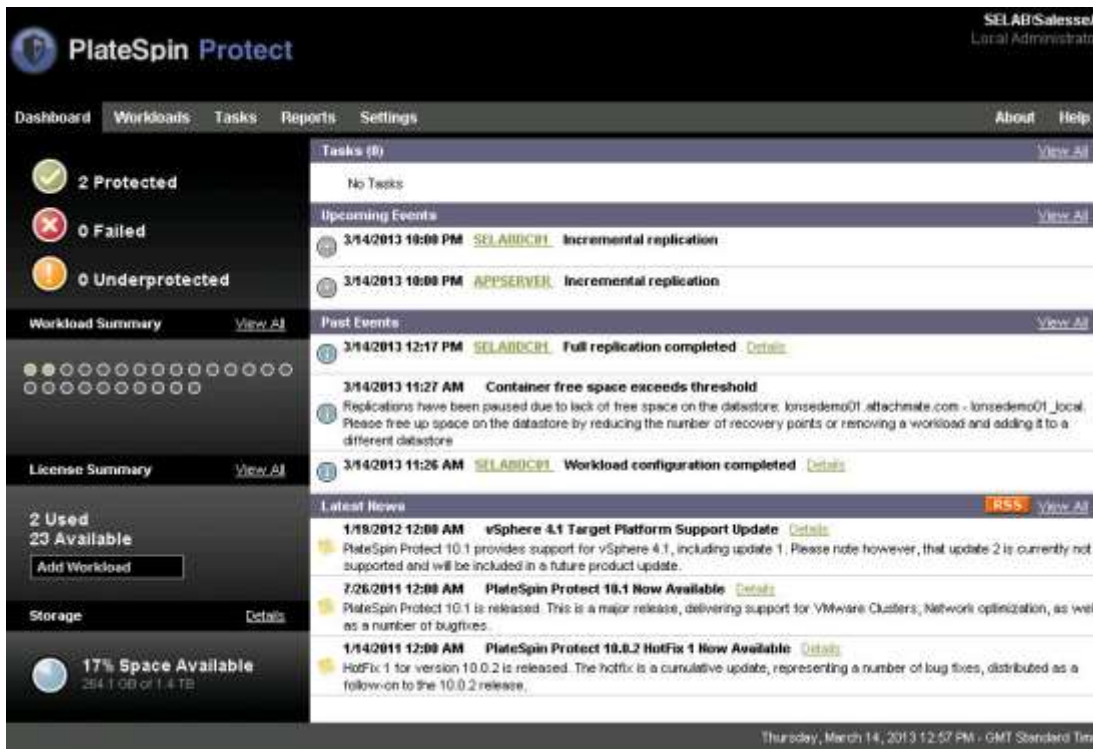 SELAB\Salesse
Local Administrato
PlateSpin Protect
Dashboard Workloads Tasks Reports Settings About Help
2 Protected
0 Failed
0 Underprotected
Workload Summary View All
License Summary View All
2 Used
23 Available
Add Workload
Storage Details
17% Space Available
264.1 GB of 1.4 TB
Tasks (0) View All
No Tasks
Upcoming Events View All
3/14/2013 10:00 PM SELABDC01 Incremental replication
3/14/2013 10:00 PM APPSERVER Incremental replication
Past Events View All
3/14/2013 12:17 PM SELABDC01 Full replication completed Details
3/14/2013 11:27 AM Container free space exceeds threshold
Replications have been paused due to lack of free space on the datastore: lonsedemo01.attachmate.com - lonsedemo01_local.
Please free up space on the datastore by reducing the number of recovery points or removing a workload and adding it to a
different datastore
3/14/2013 11:26 AM SELABDC01 Workload configuration completed Details
Latest News RSS View All
1/19/2012 12:00 AM vSphere 4.1 Target Platform Support Update Details
PlateSpin Protect 10.1 provides support for vSphere 4.1, including update 1. Please note however, that update 2 is currently not
supported and will be included in a future product update.
7/26/2011 12:00 AM PlateSpin Protect 10.1 Now Available Details
PlateSpin Protect 10.1 is released. This is a major release, delivering support for VMware Clusters, Network optimization, as wel
as a number of bugfixes.
1/14/2011 12:00 AM PlateSpin Protect 10.0.2 HotFix 1 Now Available Details
HotFix 1 for version 10.0.2 is released. The hotfix is a cumulative update, representing a number of bug fixes, distributed as a
follow-on to the 10.0.2 release.
Thursday, March 14, 2013 12:57 PM - GMT Standard Tim